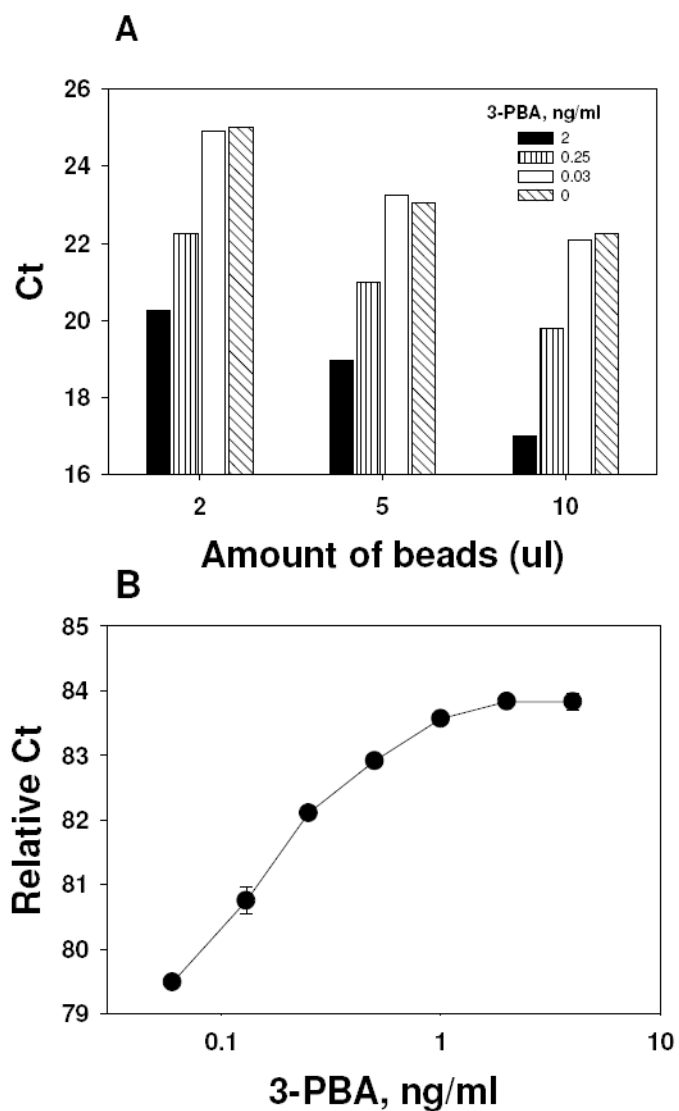 A
26
24
22
20
18
16
Ct
3-PBA, ng/ml
2
0.25
0.03
0
2 5 10
Amount of beads (ul)
B
85
84
83
82
81
80
79
Relative Ct
0.1 1 10
3-PBA, ng/ml